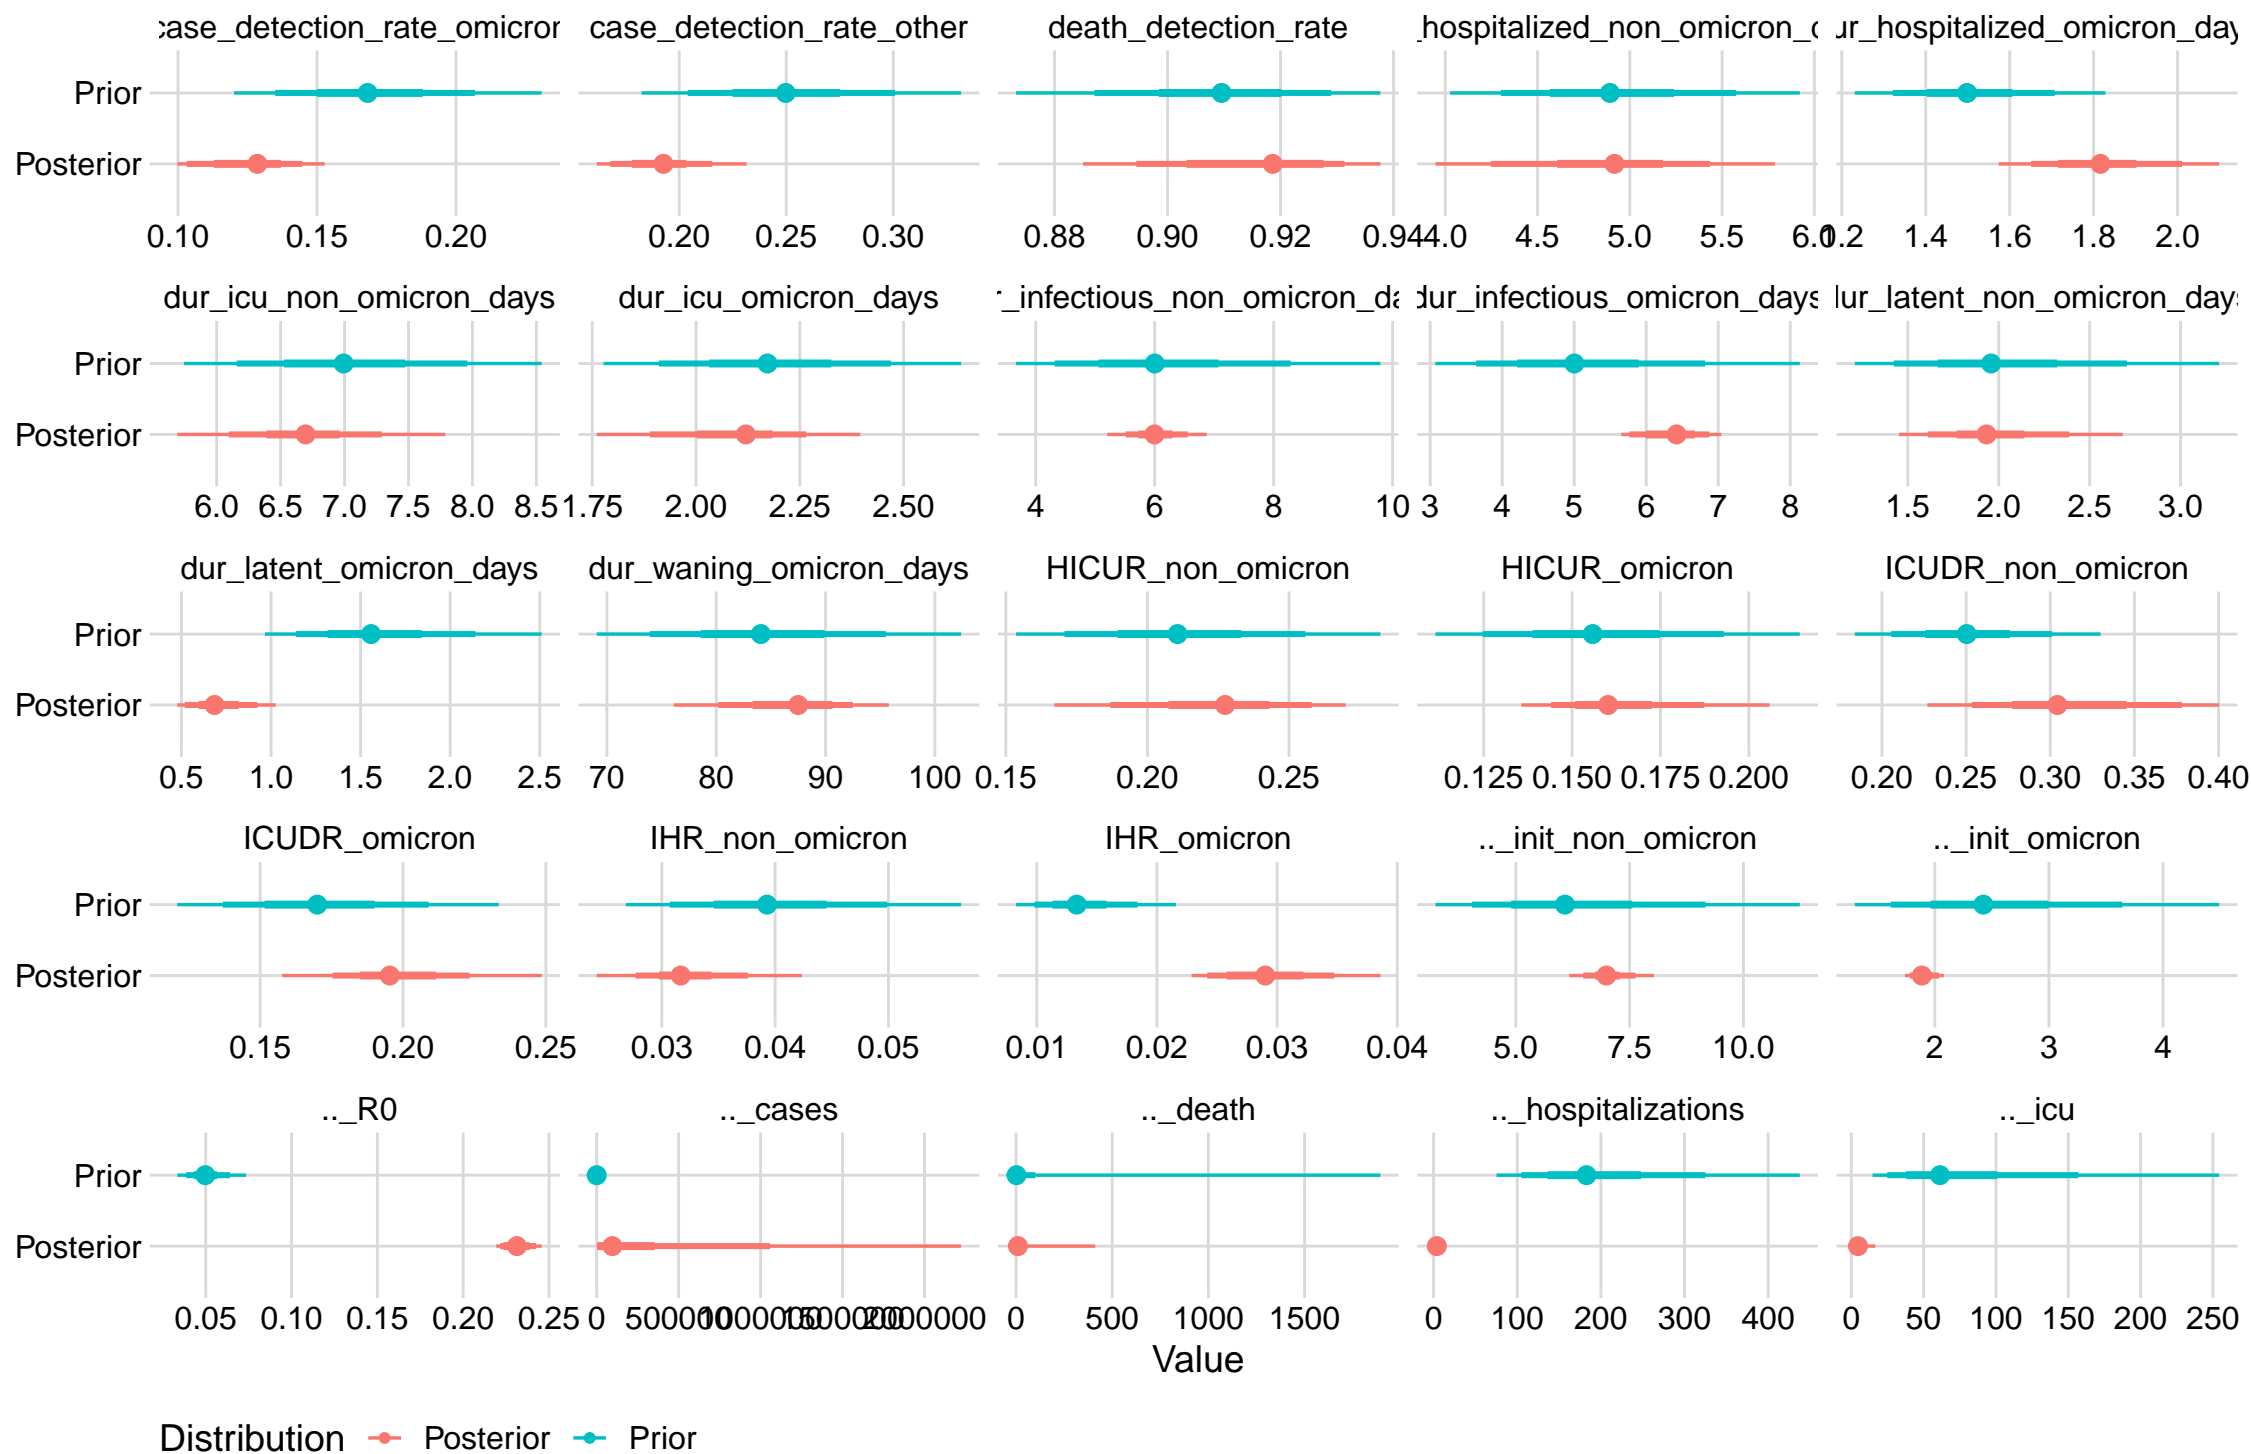 case_detection_rate_omicron case_detection_rate_other death_detection_rate _hospitalized_non_omicron_ ur_hospitalized_omicron_day
Prior
Posterior
0.10 0.15 0.20 0.20 0.25 0.30 0.88 0.90 0.92 0.94 4.0 4.5 5.0 5.5 6.0 1.2 1.4 1.6 1.8 2.0
dur_icu_non_omicron_days dur_icu_omicron_days r_infectious_non_omicron_da dur_infectious_omicron_days dur_latent_non_omicron_days
Prior
Posterior
6.0 6.5 7.0 7.5 8.0 8.5 1.75 2.00 2.25 2.50 4 6 8 10 3 4 5 6 7 8 1.5 2.0 2.5 3.0
dur_latent_omicron_days dur_waning_omicron_days HICUR_non_omicron HICUR_omicron ICUDR_non_omicron
Prior
Posterior
0.5 1.0 1.5 2.0 2.5 70 80 90 100 0.15 0.20 0.25 0.125 0.150 0.175 0.200 0.20 0.25 0.30 0.35 0.40
ICUDR_omicron IHR_non_omicron IHR_omicron .._init_non_omicron .._init_omicron
Prior
Posterior
0.15 0.20 0.25 0.03 0.04 0.05 0.01 0.02 0.03 0.04 5.0 7.5 10.0 2 3 4
.._R0 .._cases .._death .._hospitalizations .._icu
Prior
Posterior
0.05 0.10 0.15 0.20 0.25 0 500000 1000000 1500000 2000000 0 500 1000 1500 0 100 200 300 400 0 50 100 150 200 250
Value
Distribution Posterior Prior